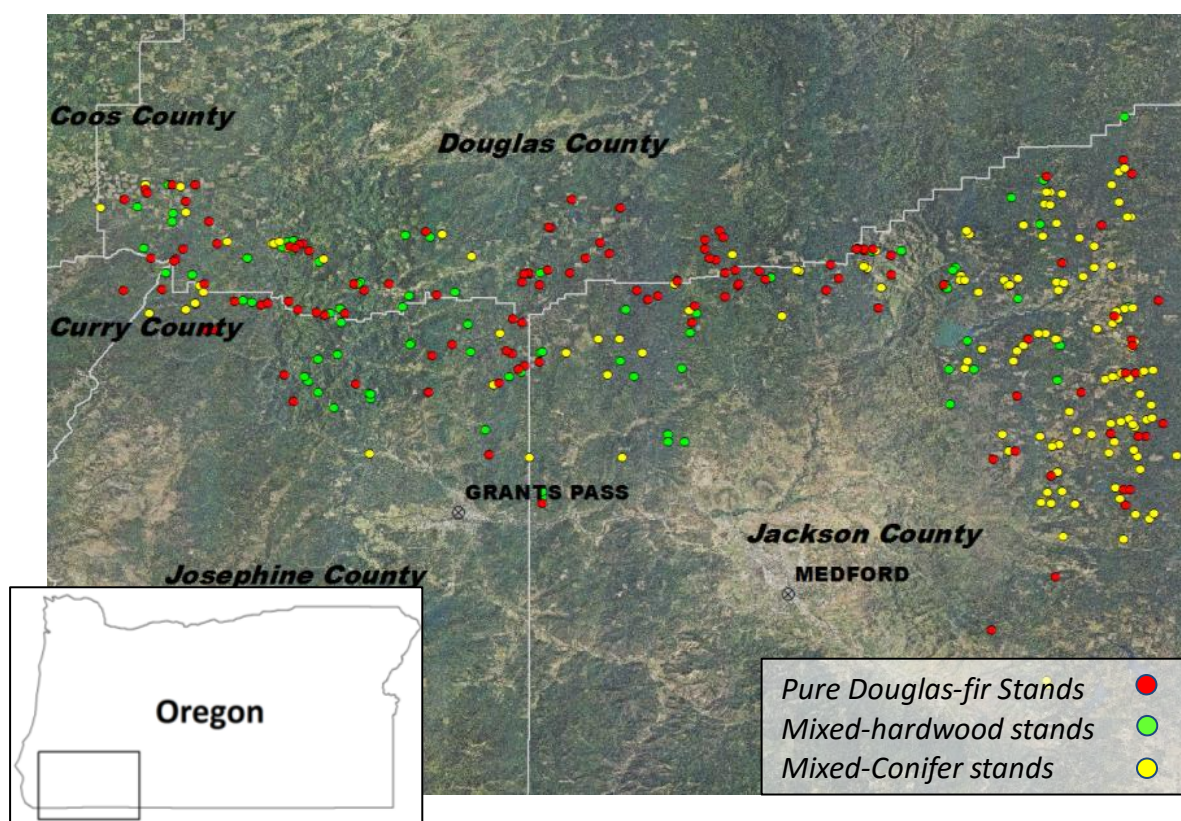 Coos County
Douglas County
Curry County
GRANTS PASS
Jackson County
Josephine County
MEDFORD
Oregon
Pure Douglas-fir Stands
Mixed-hardwood stands
Mixed-Conifer stands